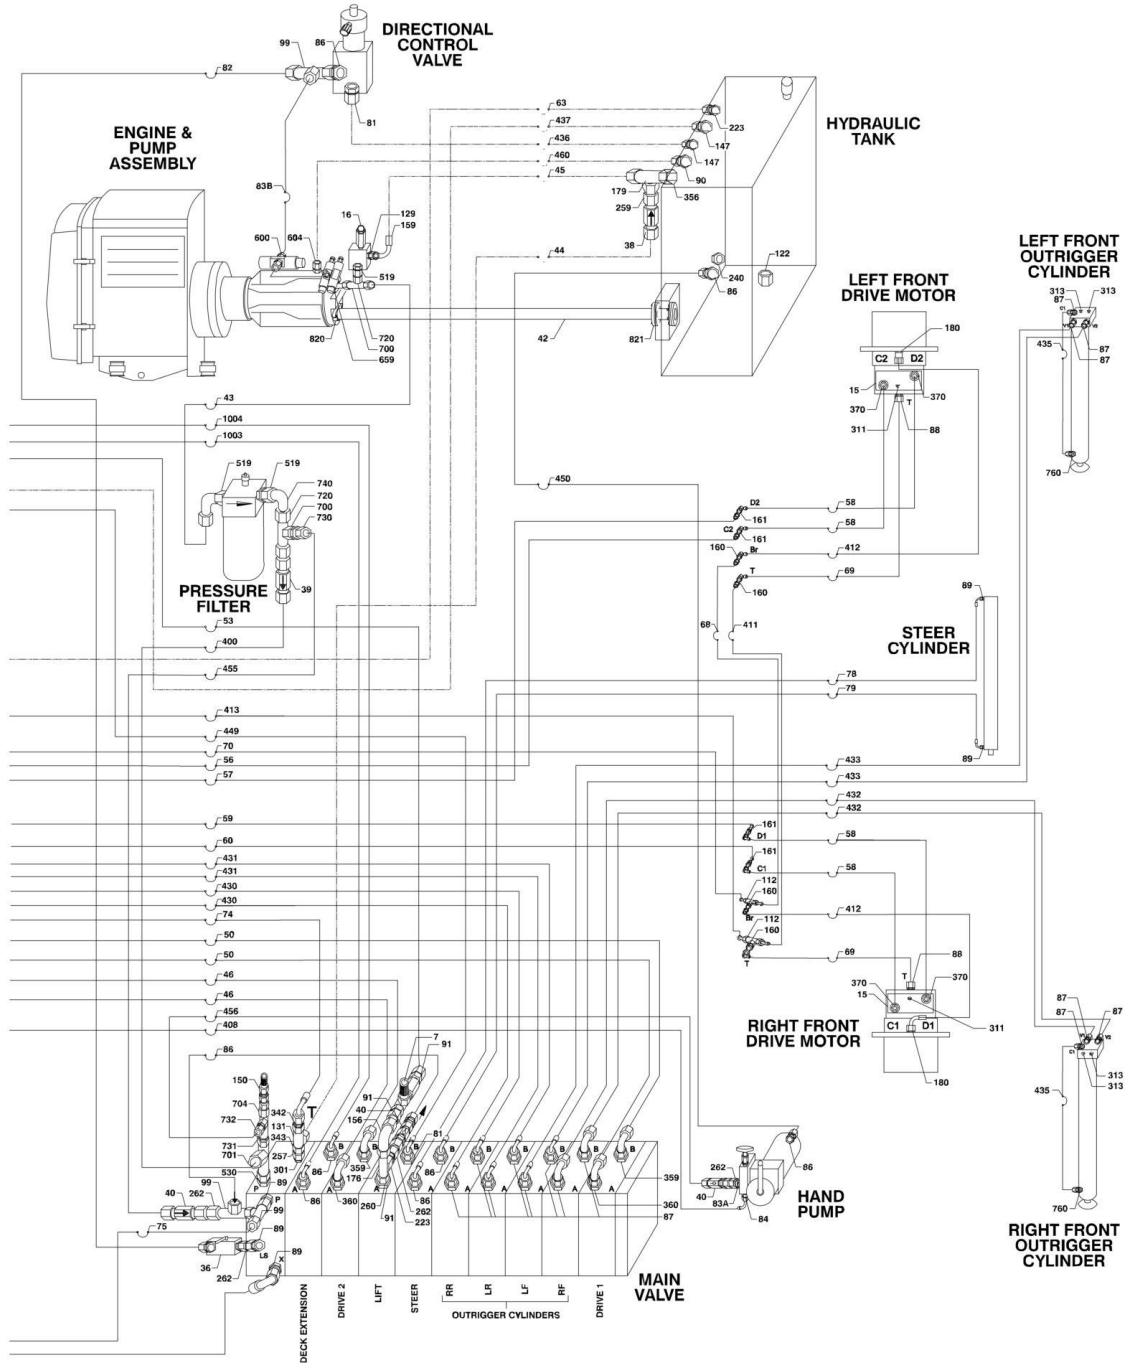 DIRECTIONAL
CONTROL
VALVE
99
86
82
81
ENGINE &
PUMP
ASSEMBLY
63
437
436
460
45
223
147
147
90
HYDRAULIC
TANK
83B
179
259
356
16
129
159
38
600
604
44
519
240
122
86
LEFT FRONT
DRIVE MOTOR
LEFT FRONT
OUTRIGGER
CYLINDER
313
313
87
C1
V1
V2
435
87
87
820
720
700
659
42
821
180
C2
D2
15
370
370
T
311
88
43
1004
1003
760
519
519
740
720
700
730
450
D2
58
161
C2
58
161
Br
160
412
T
69
160
39
PRESSURE
FILTER
89
53
400
455
68
411
STEER
CYLINDER
78
79
413
449
70
56
57
89
433
433
432
432
59
60
431
431
430
430
74
50
50
46
46
456
408
86
161
D1
58
161
C1
58
112
160
Br
412
112
160
T
69
T
88
370
370
15
C1
D1
311
180
RIGHT FRONT
DRIVE MOTOR
87
87
87
V1
V2
C1
313
313
435
7
91
150
91
704
342
T
40
732
131
156
81
731
343
701
257
B
B
B
B
B
B
B
B
B
530
301
86
359
176
86
359
89
P
P
A
A
A
A
A
A
A
A
A
86
360
260
86
262
223
91
87
360
99
262
40
99
75
89
LS
36
262
X
89
262
40
83A
84
86
HAND
PUMP
760
RIGHT FRONT
OUTRIGGER
CYLINDER
MAIN
VALVE
DECK EXTENSION
DRIVE 2
LIFT
STEER
RR
LR
LF
RF
DRIVE 1
OUTRIGGER CYLINDERS